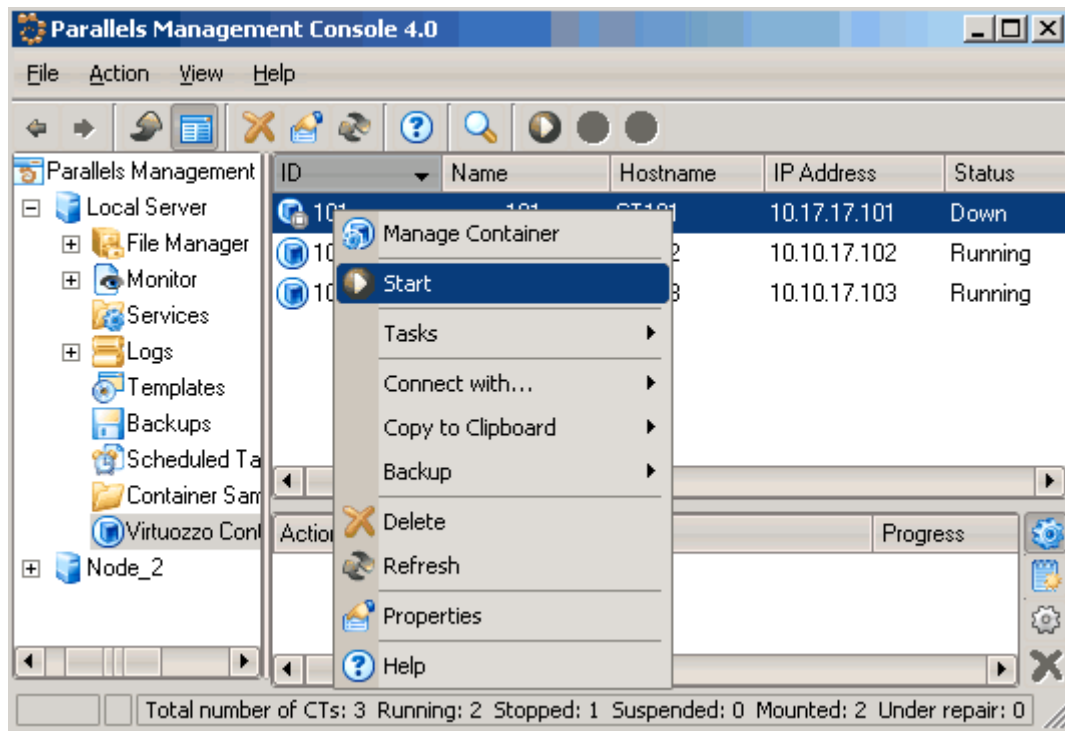 Parallels Management Console 4.0
File Action View Help
Parallels Management
ID Name Hostname IP Address Status
Local Server
101 10.17.17.101 Down
File Manager
10.10.17.102 Running
Monitor
10.10.17.103 Running
Services
Logs
Templates
Backups
Scheduled Ta
Container Sam
Virtuozzo Cont
Node_2
Manage Container
Start
Tasks
Connect with...
Copy to Clipboard
Backup
Delete
Refresh
Properties
Help
Action Progress
Total number of CTs: 3 Running: 2 Stopped: 1 Suspended: 0 Mounted: 2 Under repair: 0